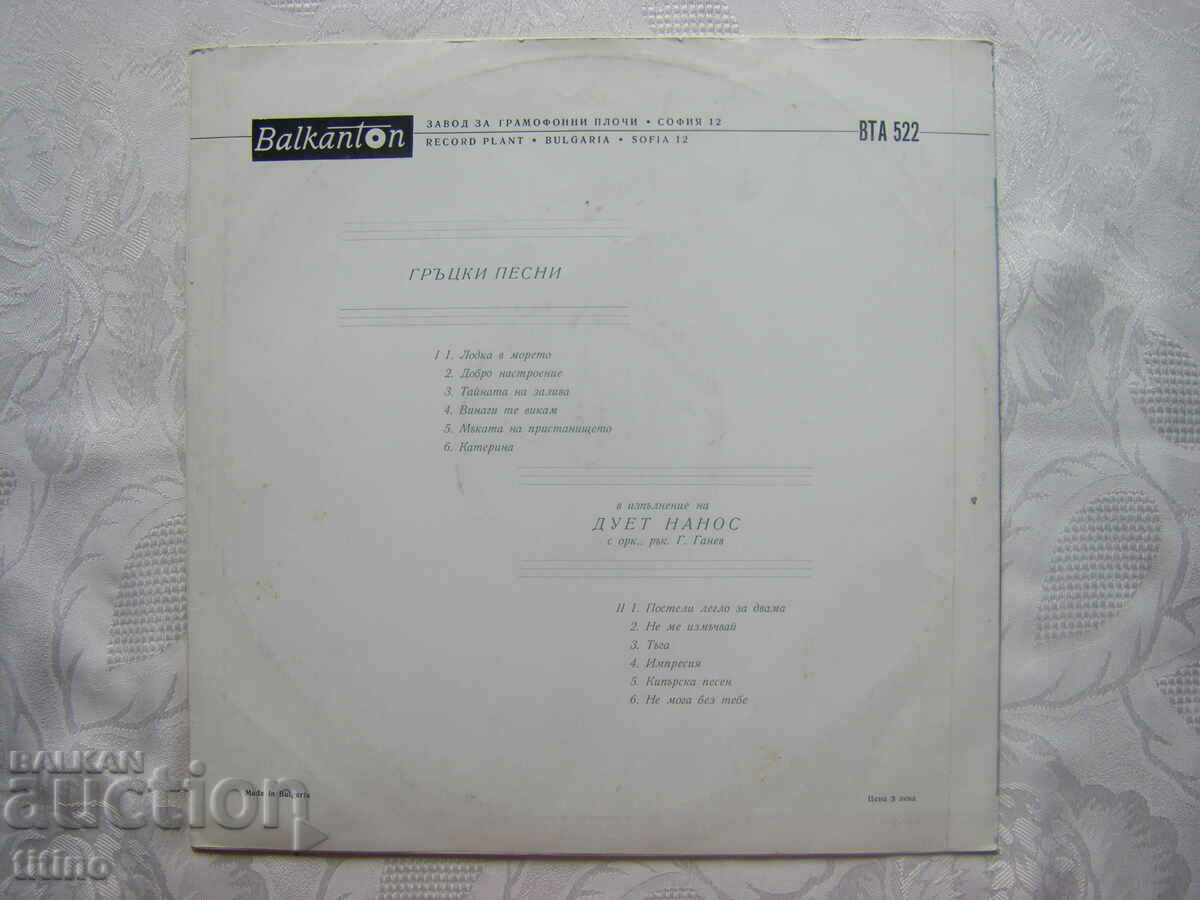 Balkanton
ЗАВОД ЗА ГРАМОФОННИ ПЛОЧИ • СОФИЯ 12
RECORD PLANT • BULGARIA • SOFIA 12
ВТА 522
ГРЪЦКИ ПЕСНИ
I 1. Лодка в морето
2. Добро настроение
3. Тайната на залива
4. Винаги те викам
5. Мъката на пристанището
6. Катерина
в изпълнение на
ДУЕТ НАНОС
с орк., рък. Г. Ганев
II 1. Постели легло за двама
2. Не ме измъчвай
3. Тъга
4. Импресия
5. Кипърска песен
6. Не мога без тебе
Made in Bulgaria
Цена 3 лева
BALKAN
auction
titino